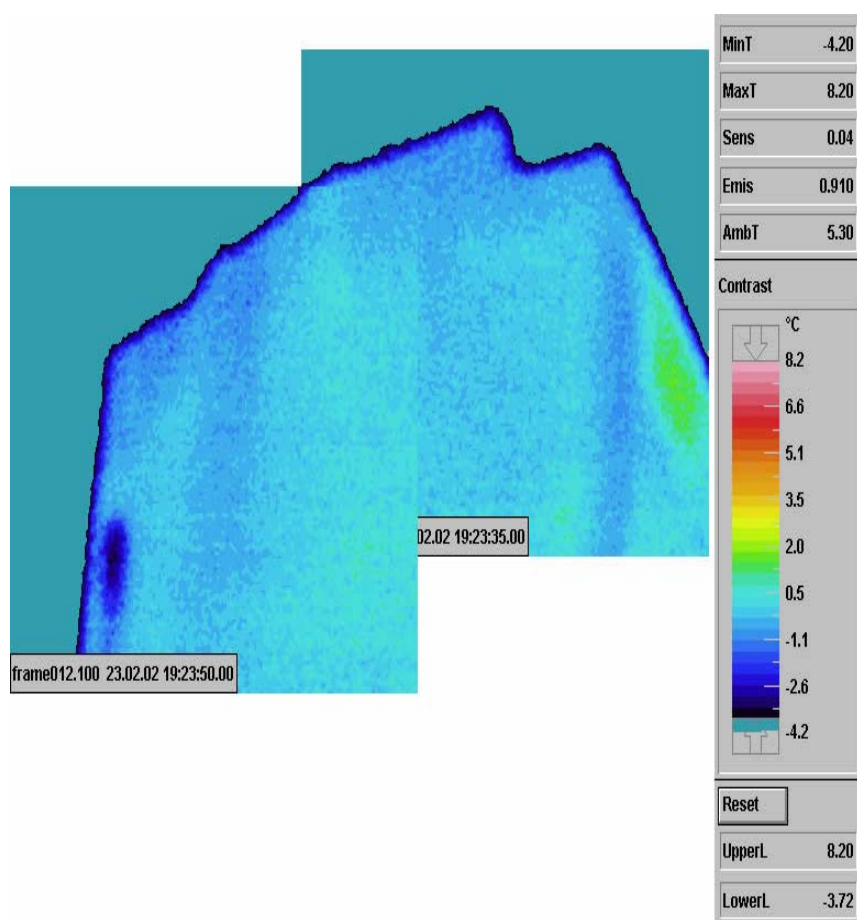 MinT -4.20
MaxT 8.20
Sens 0.04
Emis 0.910
AmbT 5.30
Contrast
°C
8.2
6.6
5.1
3.5
2.0
0.5
-1.1
-2.6
-4.2
02.02 19:23:35.00
frame012.100 23.02.02 19:23:50.00
Reset
UpperL 8.20
LowerL -3.72